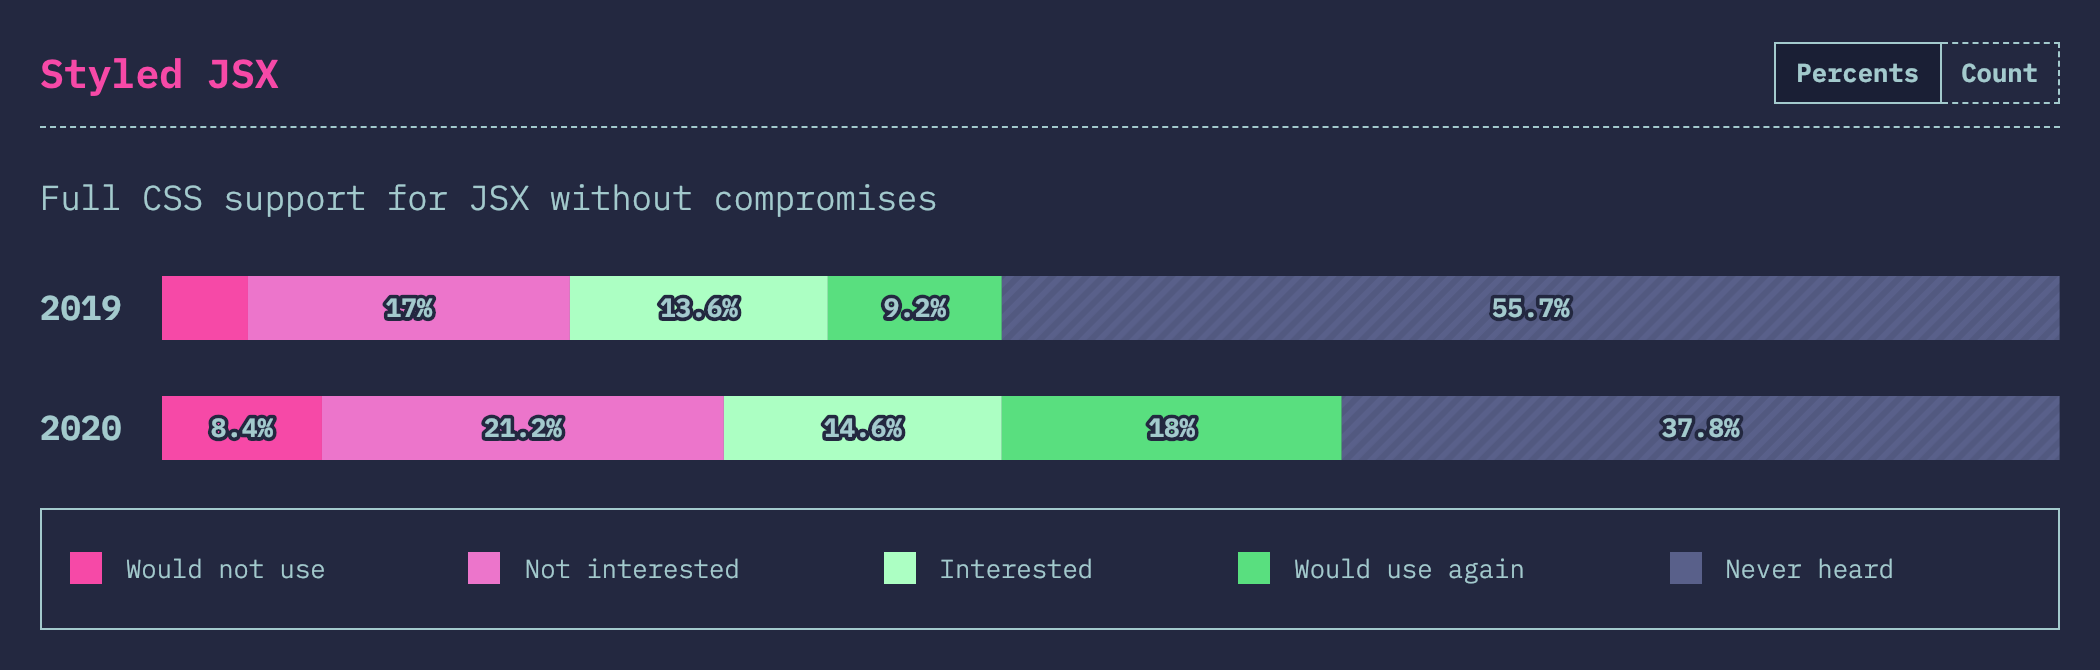 Styled JSX
Percents Count
Full CSS support for JSX without compromises
2019 17% 13.6% 9.2% 55.7%
2020 8.4% 21.2% 14.6% 18% 37.8%
Would not use Not interested Interested Would use again Never heard